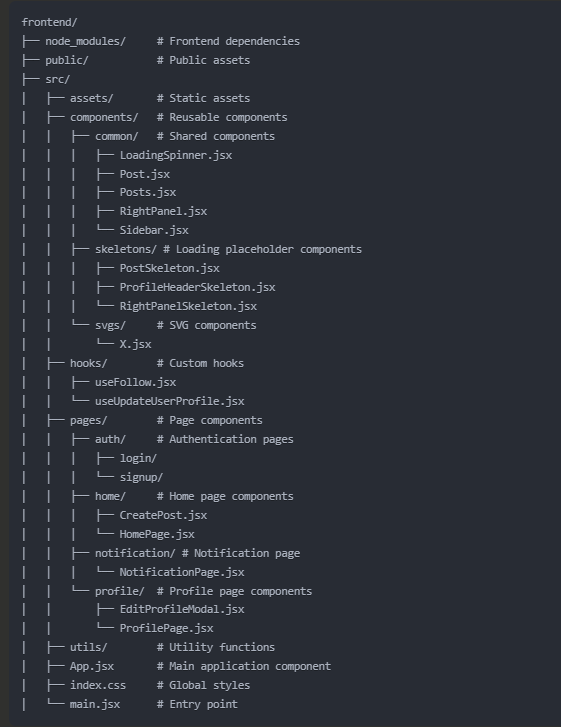 frontend/
├── node_modules/     # Frontend dependencies
├── public/           # Public assets
├── src/
│   ├── assets/       # Static assets
│   ├── components/   # Reusable components
│   │   ├── common/   # Shared components
│   │   │   ├── LoadingSpinner.jsx
│   │   │   ├── Post.jsx
│   │   │   ├── Posts.jsx
│   │   │   ├── RightPanel.jsx
│   │   │   └── Sidebar.jsx
│   │   ├── skeletons/ # Loading placeholder components
│   │   │   ├── PostSkeleton.jsx
│   │   │   ├── ProfileHeaderSkeleton.jsx
│   │   │   └── RightPanelSkeleton.jsx
│   │   └── svgs/     # SVG components
│   │       └── X.jsx
│   ├── hooks/        # Custom hooks
│   │   ├── useFollow.jsx
│   │   └── useUpdateUserProfile.jsx
│   ├── pages/        # Page components
│   │   ├── auth/     # Authentication pages
│   │   │   ├── login/
│   │   │   └── signup/
│   │   ├── home/     # Home page components
│   │   │   ├── CreatePost.jsx
│   │   │   └── HomePage.jsx
│   │   ├── notification/ # Notification page
│   │   │   └── NotificationPage.jsx
│   │   └── profile/  # Profile page components
│   │       ├── EditProfileModal.jsx
│   │       └── ProfilePage.jsx
│   ├── utils/        # Utility functions
│   ├── App.jsx       # Main application component
│   ├── index.css     # Global styles
│   └── main.jsx      # Entry point